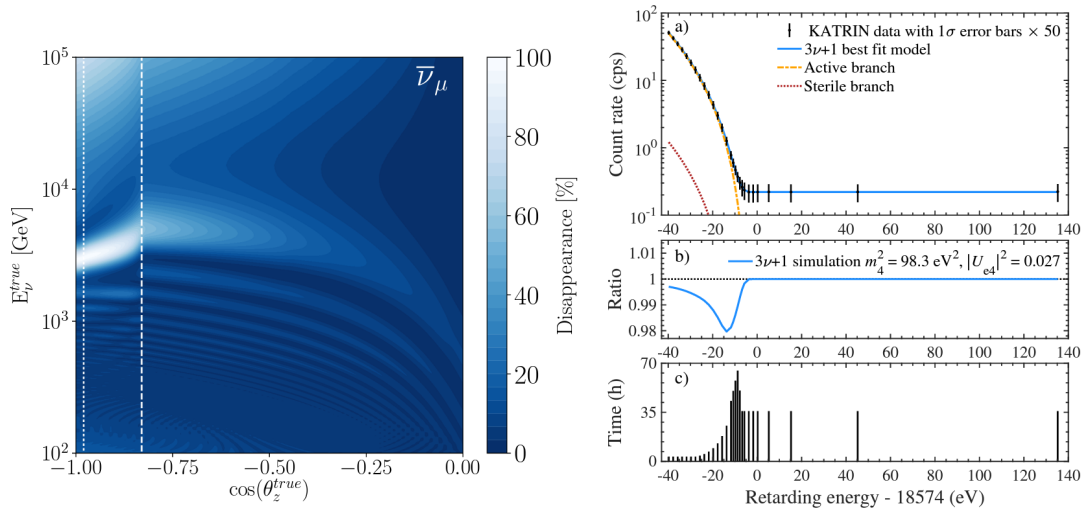 ν̅_μ
10^5
10^4
10^3
10^2
E_ν^true [GeV]
−1.00 −0.75 −0.50 −0.25 0.00
cos(θ_z^true)
100
80
60
40
20
0
Disappearance [%]
a)
KATRIN data with 1σ error bars × 50
3ν+1 best fit model
Active branch
Sterile branch
10^2
10^1
10^0
10^-1
Count rate (cps)
-40 -20 0 20 40 60 80 100 120 140
b)
3ν+1 simulation m_4^2 = 98.3 eV^2, |U_e4|^2 = 0.027
1.01
1
0.99
0.98
Ratio
-40 -20 0 20 40 60 80 100 120 140
c)
70
35
0
Time (h)
-40 -20 0 20 40 60 80 100 120 140
Retarding energy - 18574 (eV)